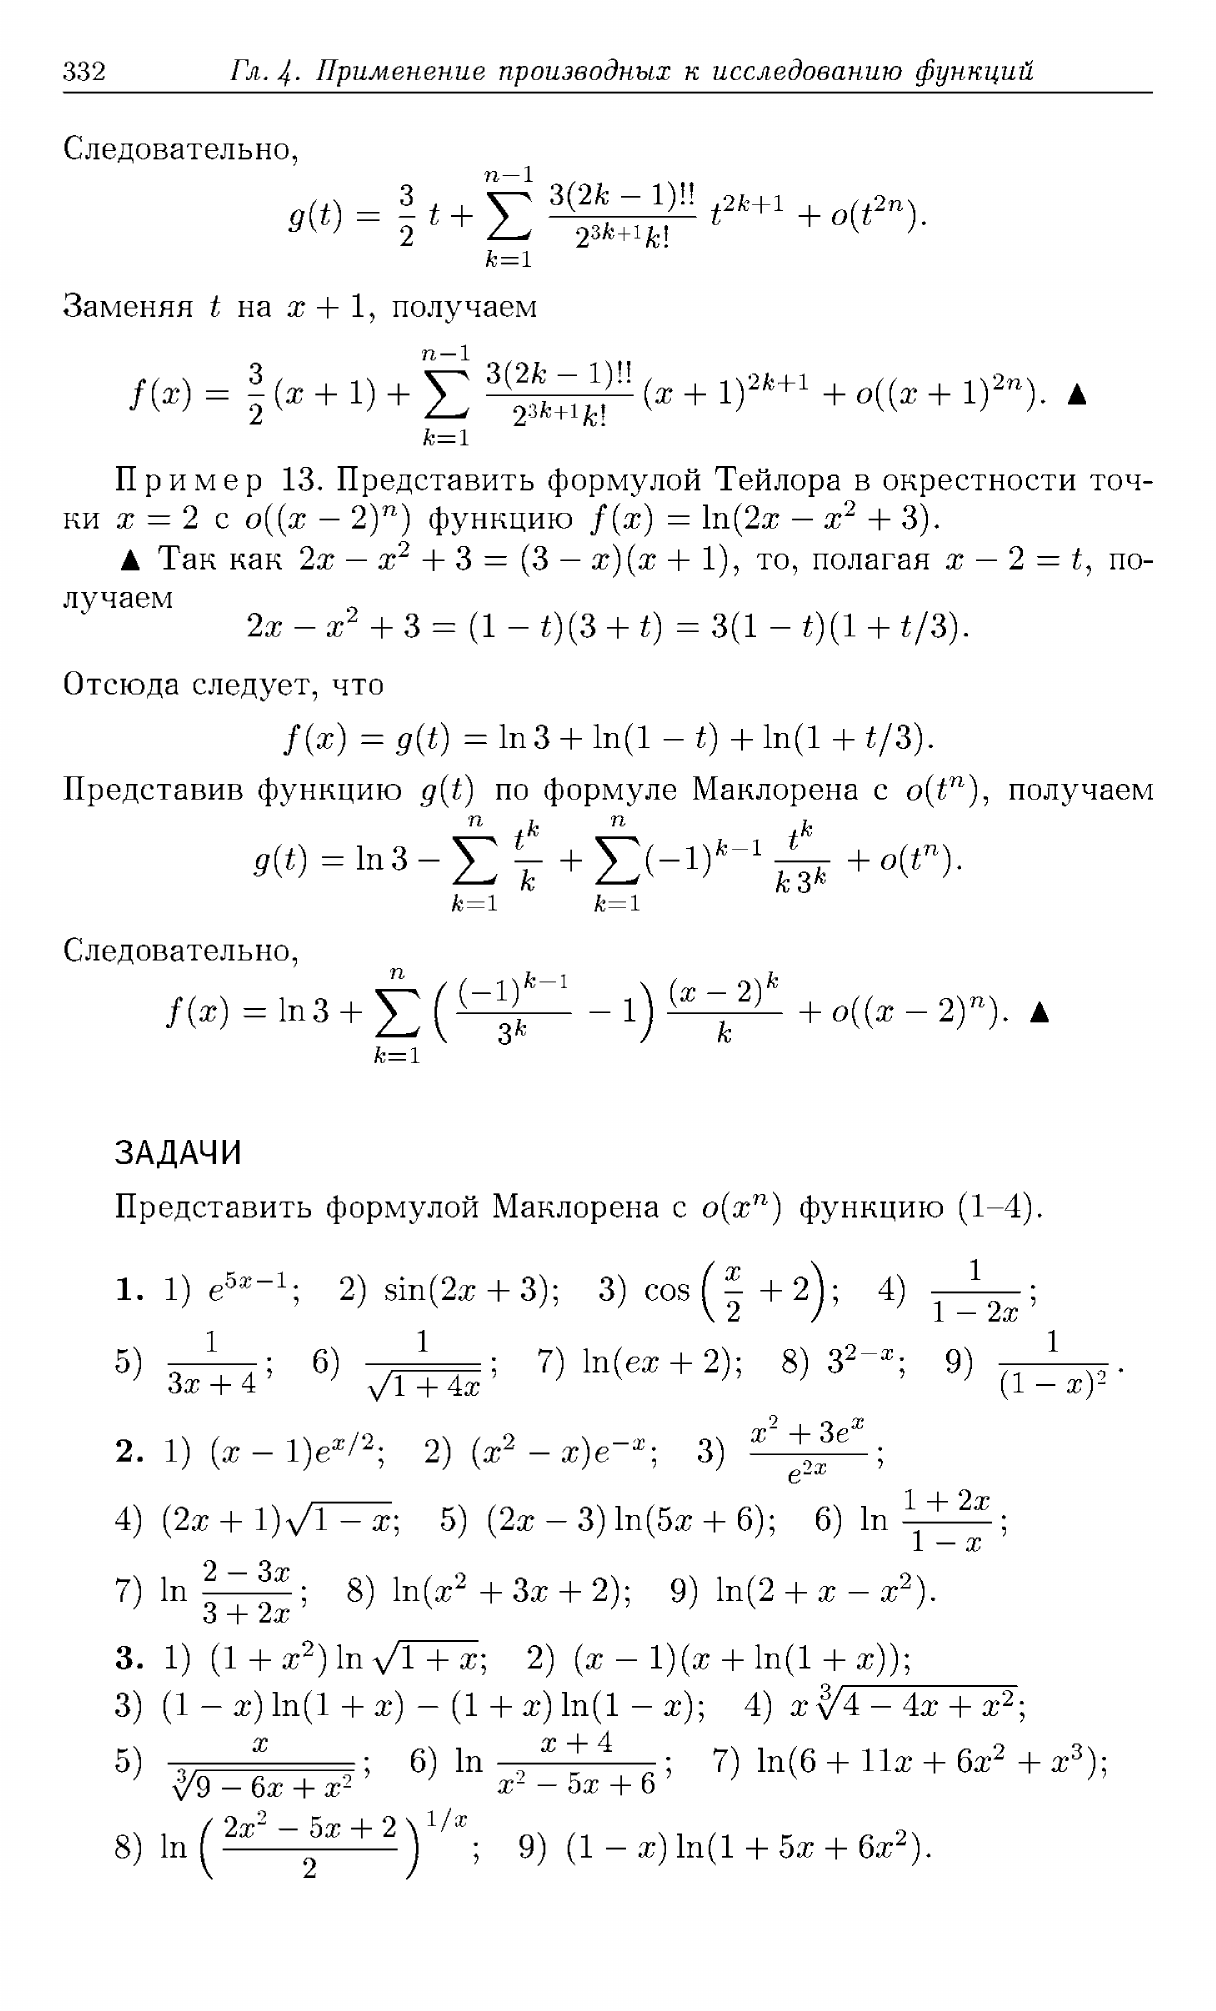 332 Гл. 4. Применение производных к исследованию функций
Следовательно,
$g(t) = \frac{3}{2}\,t + \sum_{k=1}^{n-1} \frac{3(2k-1)!!}{2^{3k+1}k!}\,t^{2k+1} + o(t^{2n}).$
Заменяя $t$ на $x+1$, получаем
$f(x) = \frac{3}{2}(x+1) + \sum_{k=1}^{n-1} \frac{3(2k-1)!!}{2^{3k+1}k!}(x+1)^{2k+1} + o((x+1)^{2n}).$ ▲
Пример 13. Представить формулой Тейлора в окрестности точ-
ки $x = 2$ с $o((x-2)^n)$ функцию $f(x) = \ln(2x - x^2 + 3)$.
▲ Так как $2x - x^2 + 3 = (3-x)(x+1)$, то, полагая $x - 2 = t$, по-
лучаем
$2x - x^2 + 3 = (1-t)(3+t) = 3(1-t)(1+t/3).$
Отсюда следует, что
$f(x) = g(t) = \ln 3 + \ln(1-t) + \ln(1+t/3).$
Представив функцию $g(t)$ по формуле Маклорена с $o(t^n)$, получаем
$g(t) = \ln 3 - \sum_{k=1}^{n} \frac{t^k}{k} + \sum_{k=1}^{n} (-1)^{k-1} \frac{t^k}{k\,3^k} + o(t^n).$
Следовательно,
$f(x) = \ln 3 + \sum_{k=1}^{n} \left( \frac{(-1)^{k-1}}{3^k} - 1 \right) \frac{(x-2)^k}{k} + o((x-2)^n).$ ▲
ЗАДАЧИ
Представить формулой Маклорена с $o(x^n)$ функцию (1–4).
1. 1) $e^{5x-1}$; 2) $\sin(2x+3)$; 3) $\cos\left(\frac{x}{2}+2\right)$; 4) $\frac{1}{1-2x}$;
5) $\frac{1}{3x+4}$; 6) $\frac{1}{\sqrt{1+4x}}$; 7) $\ln(ex+2)$; 8) $3^{2-x}$; 9) $\frac{1}{(1-x)^2}$.
2. 1) $(x-1)e^{x/2}$; 2) $(x^2-x)e^{-x}$; 3) $\frac{x^2+3e^x}{e^{2x}}$;
4) $(2x+1)\sqrt{1-x}$; 5) $(2x-3)\ln(5x+6)$; 6) $\ln\frac{1+2x}{1-x}$;
7) $\ln\frac{2-3x}{3+2x}$; 8) $\ln(x^2+3x+2)$; 9) $\ln(2+x-x^2)$.
3. 1) $(1+x^2)\ln\sqrt{1+x}$; 2) $(x-1)(x+\ln(1+x))$;
3) $(1-x)\ln(1+x)-(1+x)\ln(1-x)$; 4) $x\sqrt[3]{4-4x+x^2}$;
5) $\frac{x}{\sqrt[3]{9-6x+x^2}}$; 6) $\ln\frac{x+4}{x^2-5x+6}$; 7) $\ln(6+11x+6x^2+x^3)$;
8) $\ln\left(\frac{2x^2-5x+2}{2}\right)^{1/x}$; 9) $(1-x)\ln(1+5x+6x^2)$.